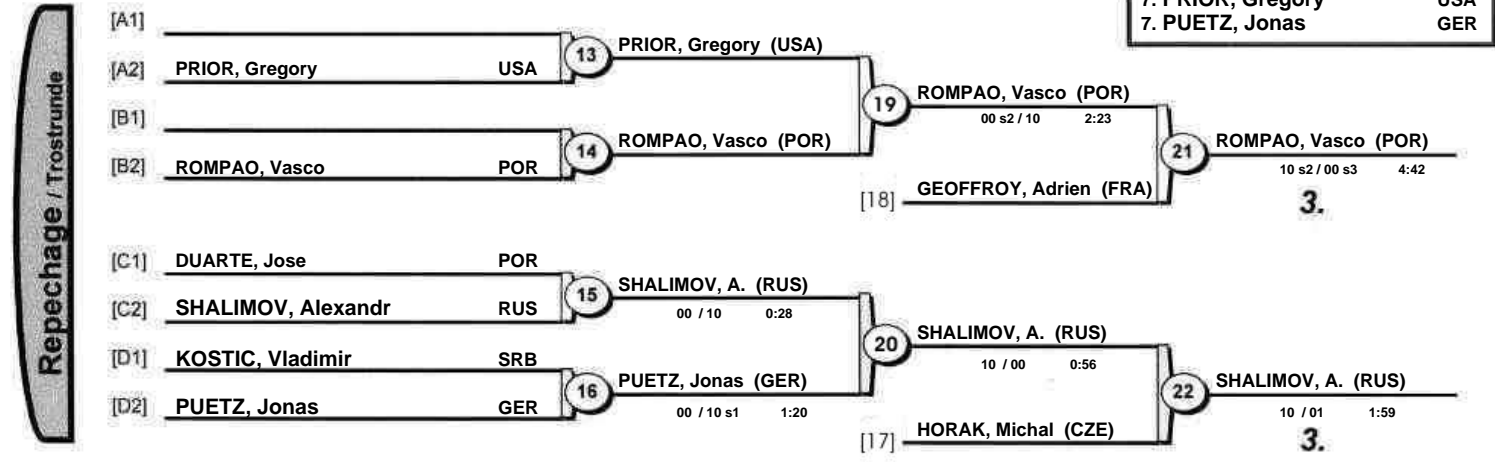 7. PRIOR, Gregory USA
7. PUETZ, Jonas GER
Repechage / Trostrunde
[A1]
[A2] PRIOR, Gregory USA
13 PRIOR, Gregory (USA)
[B1]
[B2] ROMPAO, Vasco POR
14 ROMPAO, Vasco (POR)
19 ROMPAO, Vasco (POR)
00 s2 / 10 2:23
[18] GEOFFROY, Adrien (FRA)
21 ROMPAO, Vasco (POR)
10 s2 / 00 s3 4:42
3.
[C1] DUARTE, Jose POR
[C2] SHALIMOV, Alexandr RUS
15 SHALIMOV, A. (RUS)
00 / 10 0:28
[D1] KOSTIC, Vladimir SRB
[D2] PUETZ, Jonas GER
16 PUETZ, Jonas (GER)
00 / 10 s1 1:20
20 SHALIMOV, A. (RUS)
10 / 00 0:56
[17] HORAK, Michal (CZE)
22 SHALIMOV, A. (RUS)
10 / 01 1:59
3.